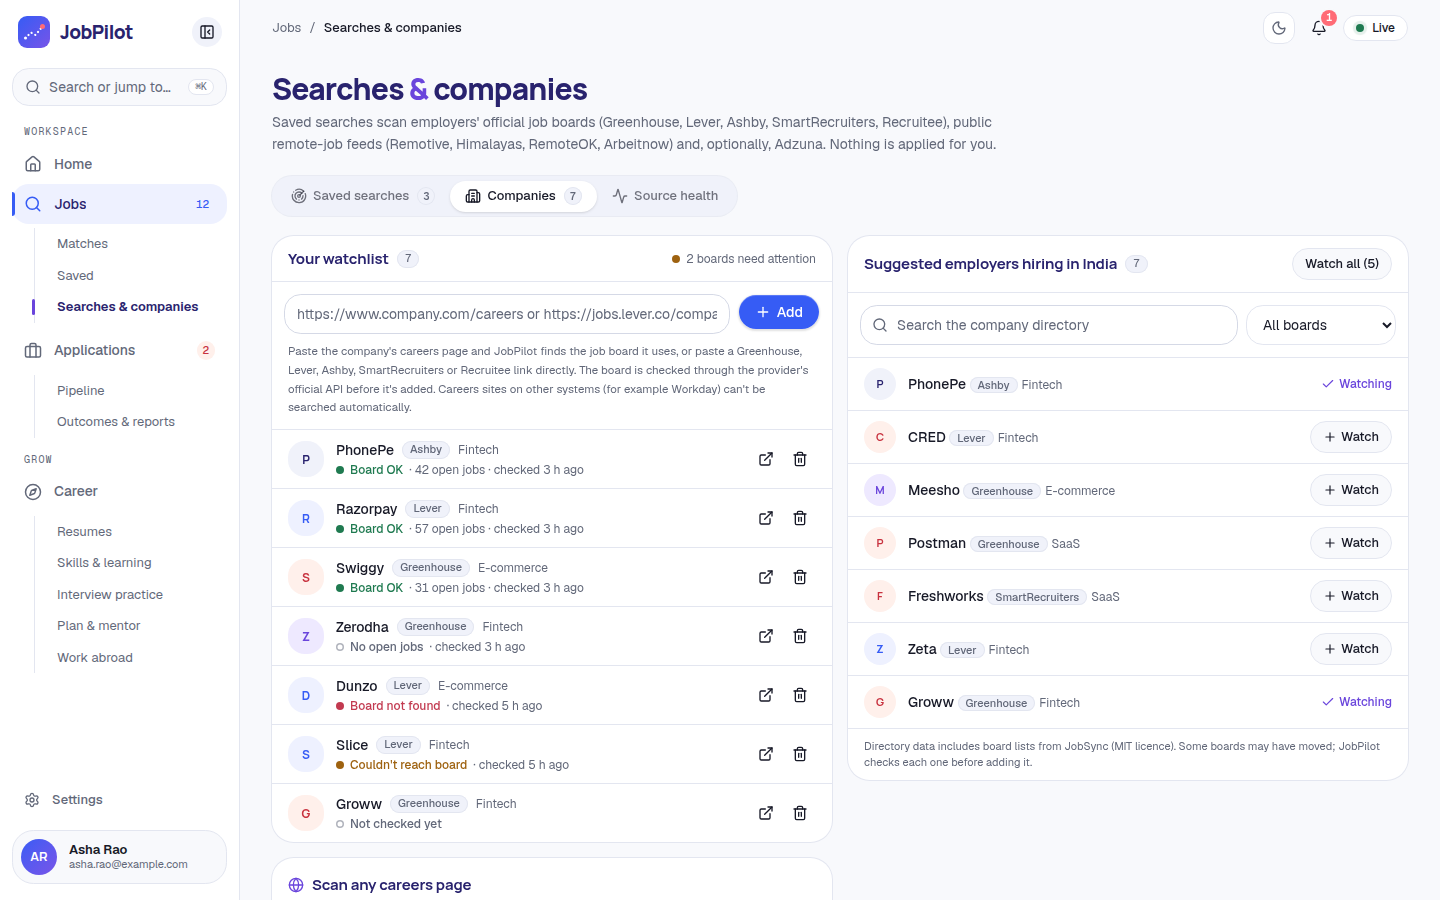 JobPilot
Search or jump to...
⌘K
WORKSPACE
Home
Jobs
12
Matches
Saved
Searches & companies
Applications
2
Pipeline
Outcomes & reports
GROW
Career
Resumes
Skills & learning
Interview practice
Plan & mentor
Work abroad
Settings
AR
Asha Rao
asha.rao@example.com
Jobs / Searches & companies
1
Live
Searches & companies
Saved searches scan employers' official job boards (Greenhouse, Lever, Ashby, SmartRecruiters, Recruitee), public
remote-job feeds (Remotive, Himalayas, RemoteOK, Arbeitnow) and, optionally, Adzuna. Nothing is applied for you.
Saved searches 3
Companies 7
Source health
Your watchlist 7
2 boards need attention
https://www.company.com/careers or https://jobs.lever.co/compa
Add
Paste the company's careers page and JobPilot finds the job board it uses, or paste a Greenhouse,
Lever, Ashby, SmartRecruiters or Recruitee link directly. The board is checked through the provider's
official API before it's added. Careers sites on other systems (for example Workday) can't be
searched automatically.
P
PhonePe Ashby Fintech
Board OK · 42 open jobs · checked 3 h ago
R
Razorpay Lever Fintech
Board OK · 57 open jobs · checked 3 h ago
S
Swiggy Greenhouse E-commerce
Board OK · 31 open jobs · checked 3 h ago
Z
Zerodha Greenhouse Fintech
No open jobs · checked 3 h ago
D
Dunzo Lever E-commerce
Board not found · checked 5 h ago
S
Slice Lever Fintech
Couldn't reach board · checked 5 h ago
G
Groww Greenhouse Fintech
Not checked yet
Scan any careers page
Suggested employers hiring in India 7
Watch all (5)
Search the company directory
All boards
P PhonePe Ashby Fintech Watching
C CRED Lever Fintech Watch
M Meesho Greenhouse E-commerce Watch
P Postman Greenhouse SaaS Watch
F Freshworks SmartRecruiters SaaS Watch
Z Zeta Lever Fintech Watch
G Groww Greenhouse Fintech Watching
Directory data includes board lists from JobSync (MIT licence). Some boards may have moved; JobPilot
checks each one before adding it.